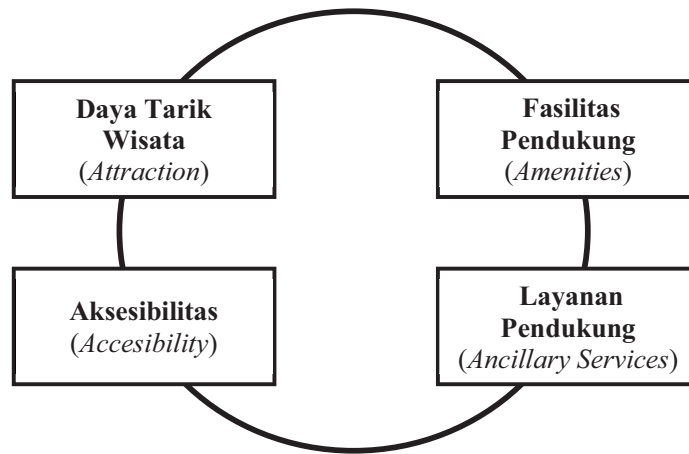 Daya Tarik
Wisata
(Attraction)
Fasilitas
Pendukung
(Amenities)
Aksesibilitas
(Accesibility)
Layanan
Pendukung
(Ancillary Services)